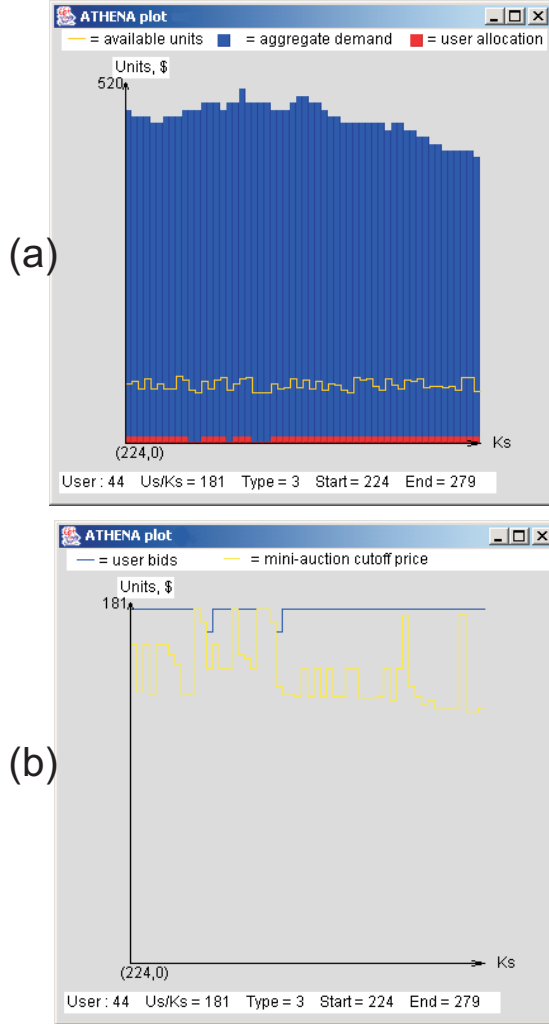 ATHENA plot
= available units = aggregate demand = user allocation
Units, $
520
(a)
Ks
(224,0)
User : 44 Us/Ks = 181 Type = 3 Start = 224 End = 279
ATHENA plot
= user bids = mini-auction cutoff price
Units, $
181
(b)
Ks
(224,0)
User : 44 Us/Ks = 181 Type = 3 Start = 224 End = 279